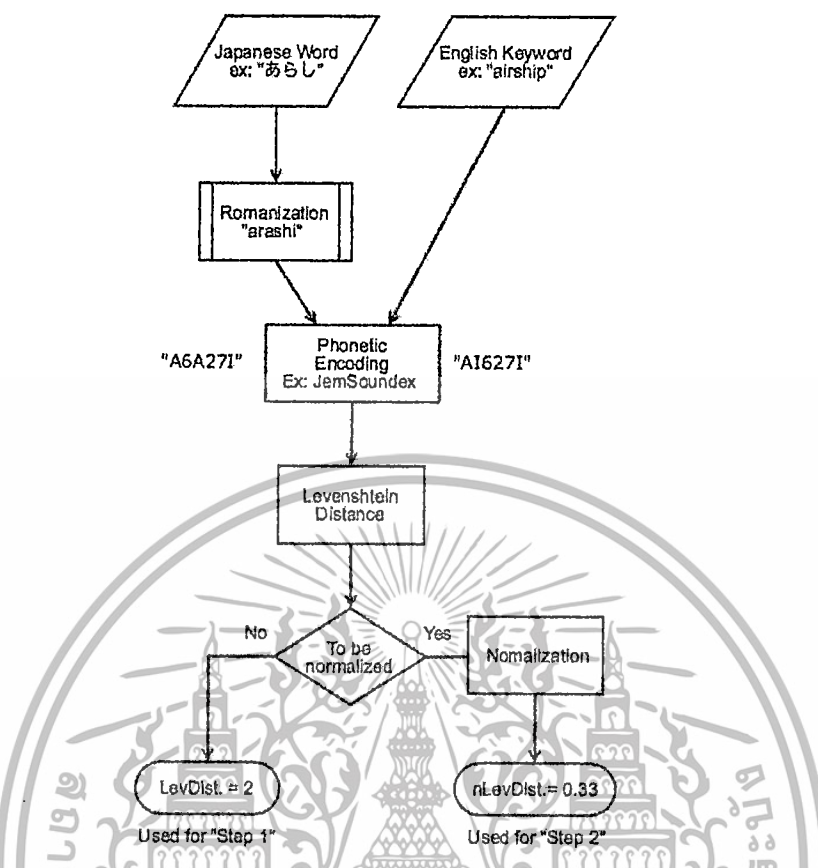 Japanese Word
ex: "あらし"
English Keyword
ex: "airship"
Romanization
"arashi"
"A6A27I"
Phonetic
Encoding
Ex: JemSoundex
"AI627I"
Levenshtein
Distance
No
To be
normalized
Yes
Nomalization
LevDist. = 2
nLevDist.= 0.33
Used for "Step 1"
Used for "Step 2"